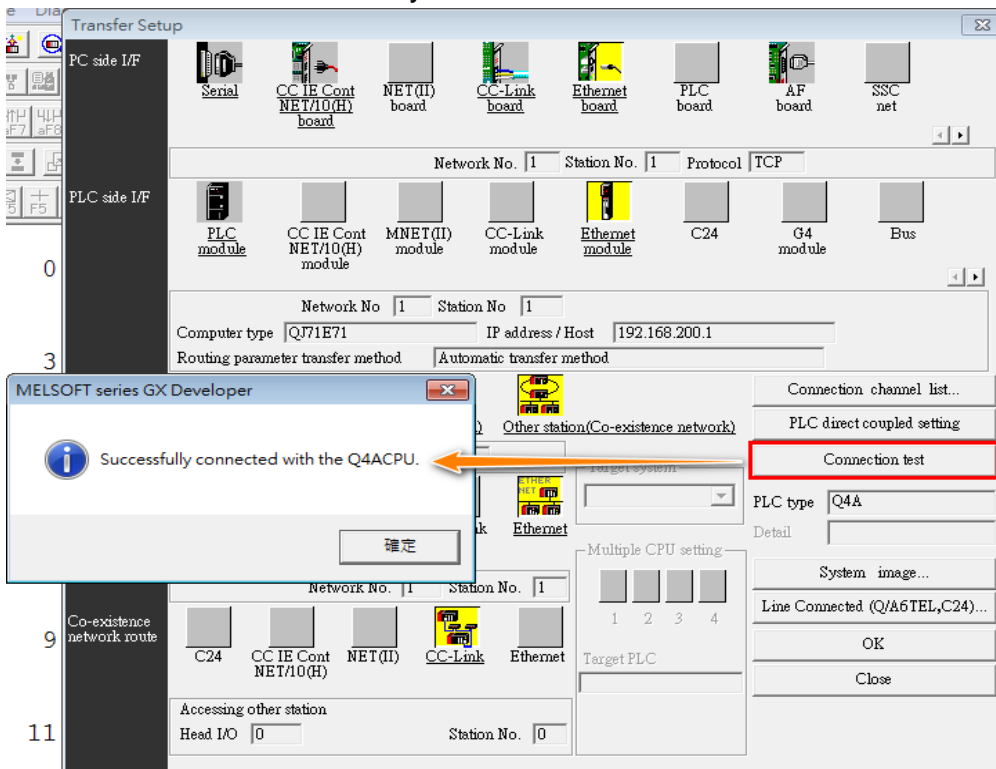 Transfer Setup
PC side I/F
Serial
CC IE Cont NET/10(H) board
NET(II) board
CC-Link board
Ethernet board
PLC board
AF board
SSC net
Network No. 1 Station No. 1 Protocol TCP
PLC side I/F
PLC module
CC IE Cont NET/10(H) module
MNET(II) module
CC-Link module
Ethernet module
C24
G4 module
Bus
Network No 1 Station No 1
Computer type QJ71E71 IP address / Host 192.168.200.1
Routing parameter transfer method Automatic transfer method
MELSOFT series GX Developer
Successfully connected with the Q4ACPU.
確定
Other station(Co-existence network)
Target system
ETHER NET
Ethernet
Network No. 1 Station No. 1
Multiple CPU setting
1 2 3 4
Target PLC
Connection channel list...
PLC direct coupled setting
Connection test
PLC type Q4A
Detail
System image...
Line Connected (Q/A6TEL,C24)...
OK
Close
Co-existence network route
C24
CC IE Cont NET/10(H)
NET(II)
CC-Link
Ethernet
Accessing other station
Head I/O 0 Station No. 0
0
3
9
11
aF7 aF8
F5